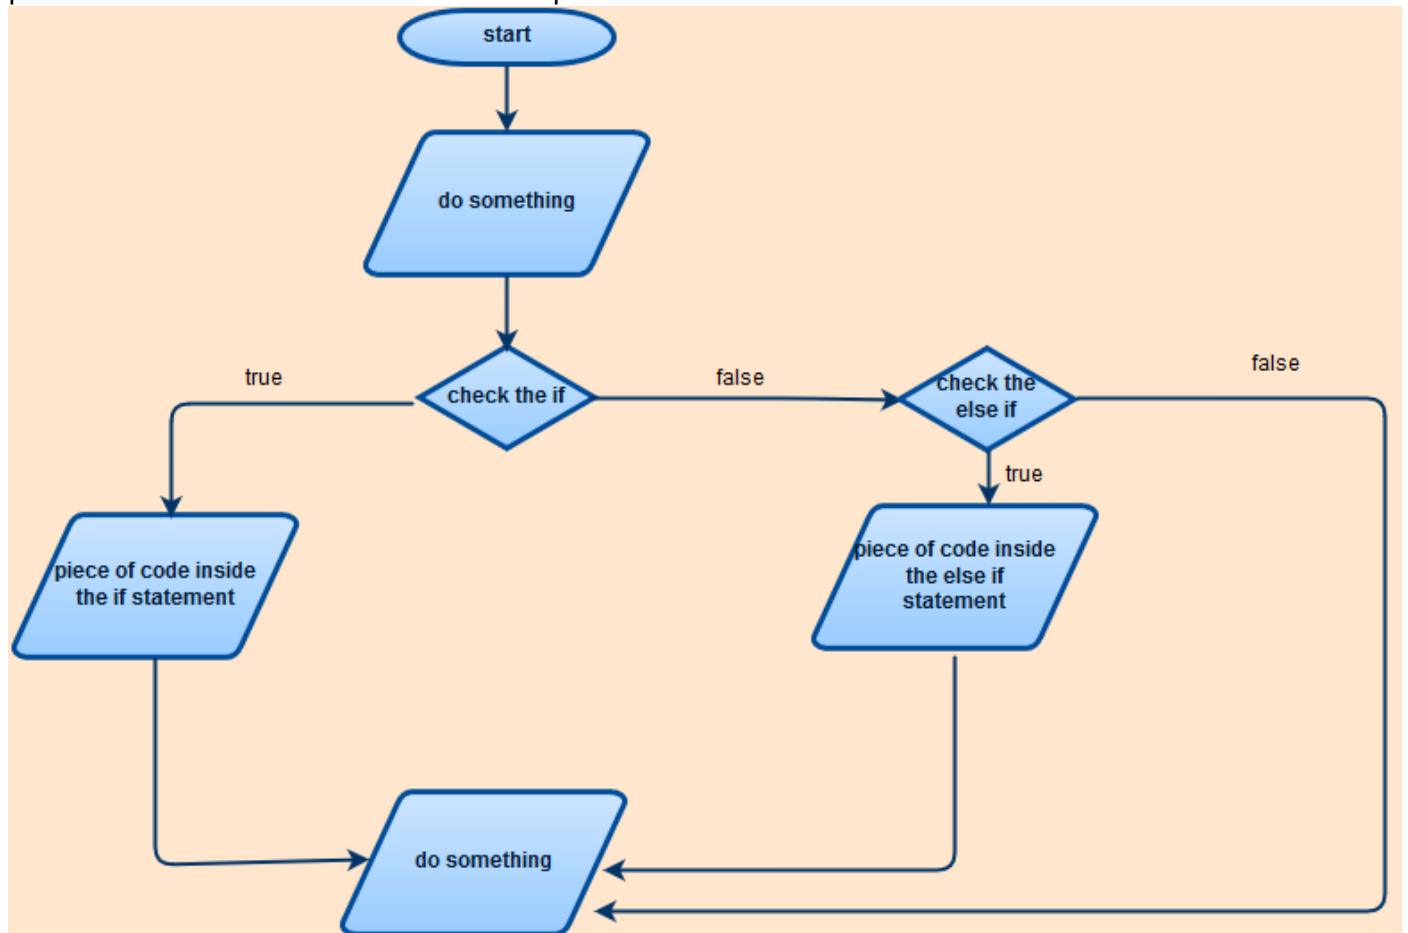 start
do something
check the if
true
false
check the
else if
false
true
piece of code inside
the if statement
piece of code inside
the else if
statement
do something